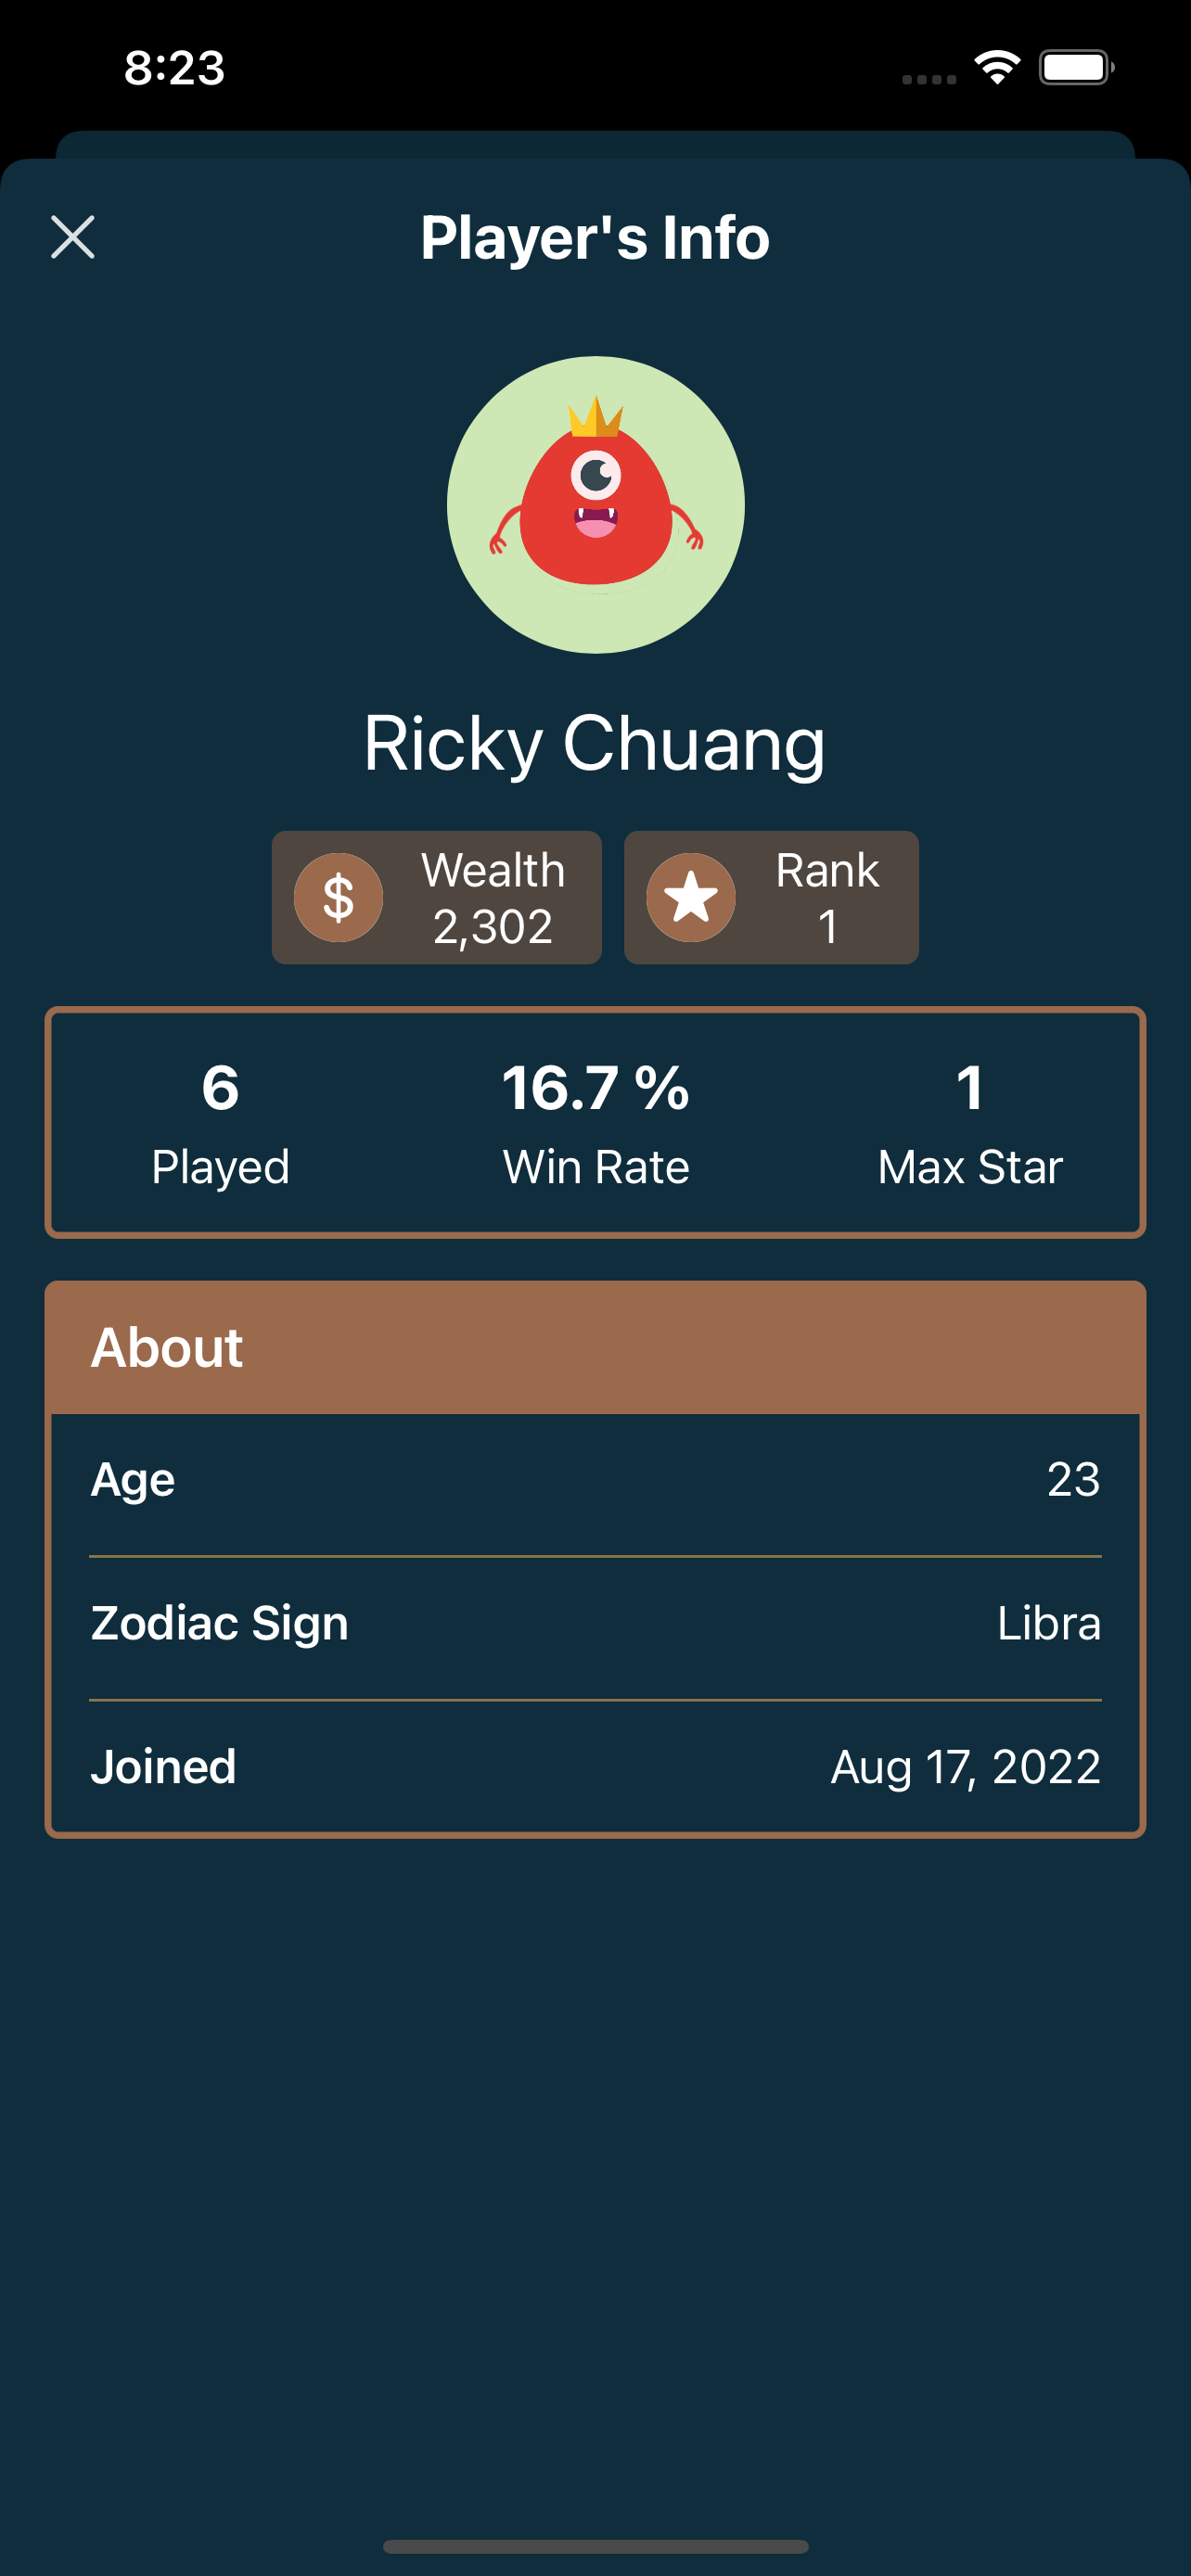 8:23
Player's Info
Ricky Chuang
$
Wealth
2,302
Rank
1
6
16.7 %
1
Played
Win Rate
Max Star
About
Age
23
Zodiac Sign
Libra
Joined
Aug 17, 2022